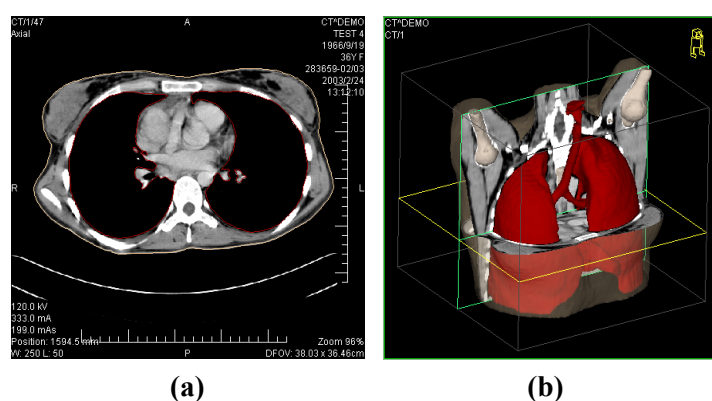 CT/1/47
Axial
A
CT^DEMO
TEST 4
1966/9/19
36Y F
283659-02/03
2003/2/24
13:12:10
R
L
120.0 kV
333.0 mA
199.0 mAs
Position: 1594.5 mm
W: 250 L: 50
P
Zoom 96%
DFOV: 38.03 x 36.46cm
CT^DEMO
CT/1
(a)
(b)